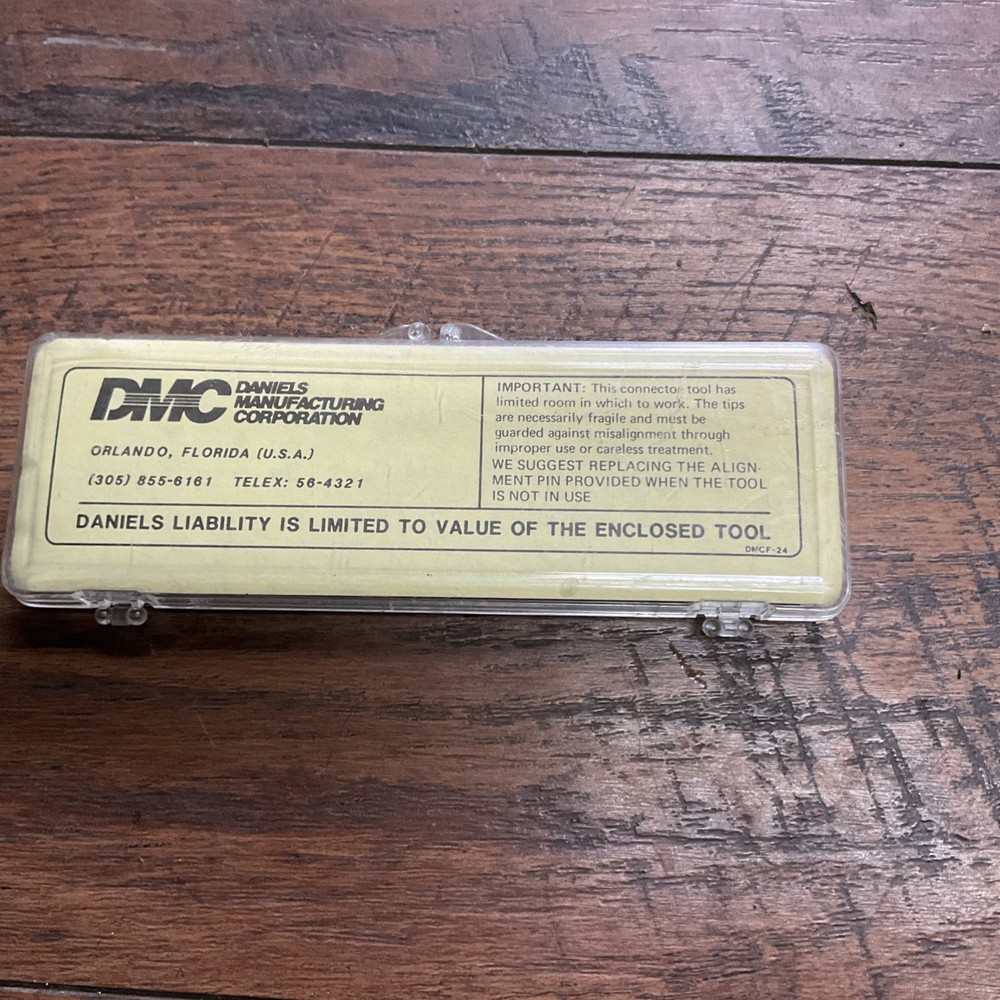 DMC DANIELS
MANUFACTURING
CORPORATION
ORLANDO, FLORIDA (U.S.A.)
(305) 855-6161 TELEX: 56-4321
IMPORTANT: This connector tool has
limited room in which to work. The tips
are necessarily fragile and must be
guarded against misalignment through
improper use or careless treatment.
WE SUGGEST REPLACING THE ALIGN-
MENT PIN PROVIDED WHEN THE TOOL
IS NOT IN USE
DANIELS LIABILITY IS LIMITED TO VALUE OF THE ENCLOSED TOOL
DMCF-24